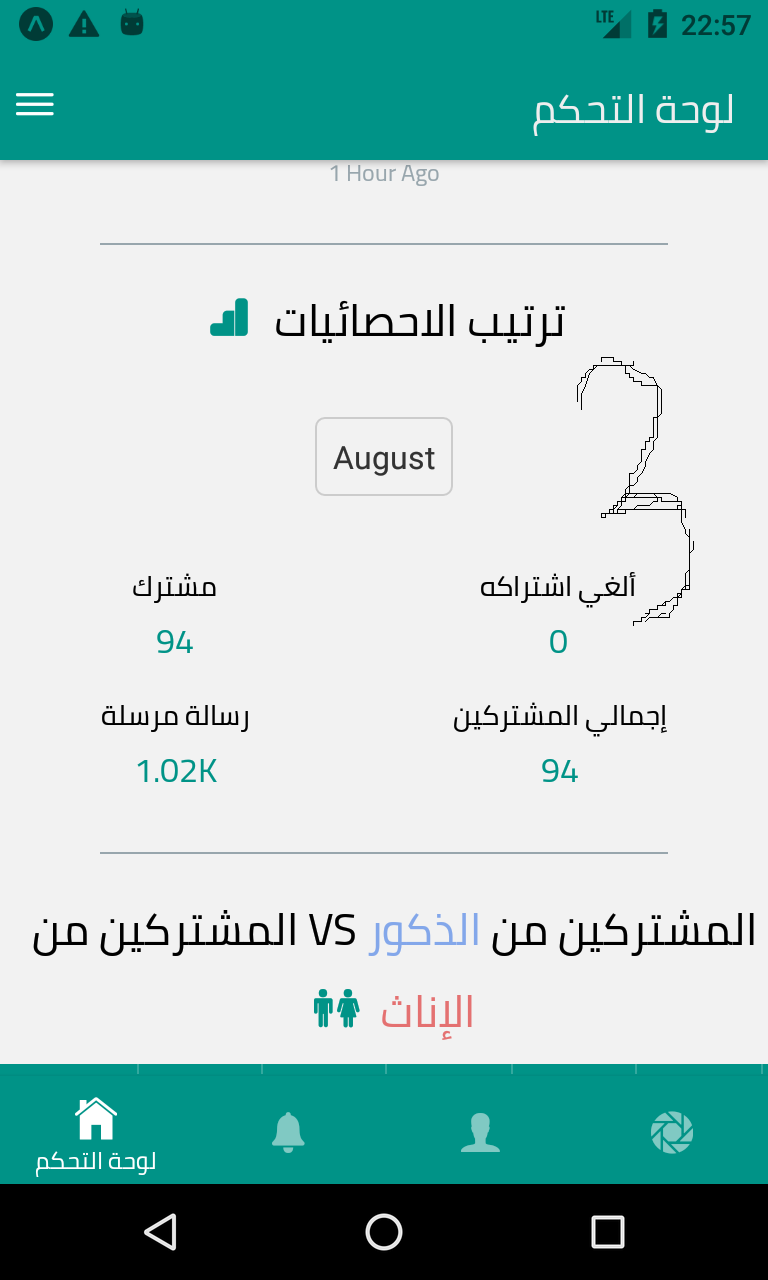 LTE 22:57
لوحة التحكم
1 Hour Ago
ترتيب الاحصائيات
3
August
ألغي اشتراكه
0
مشترك
94
إجمالي المشتركين
94
رسالة مرسلة
1.02K
المشتركين من الذكور VS المشتركين من
الإناث
لوحة التحكم